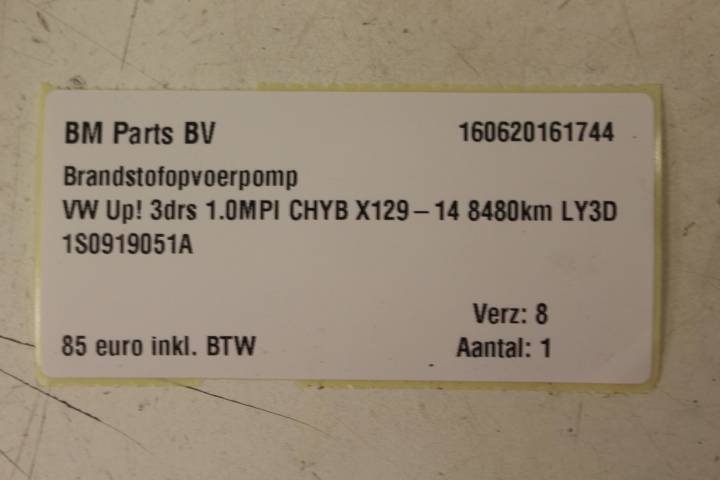 BM Parts BV 160620161744
Brandstofopvoerpomp
VW Up! 3drs 1.0MPI CHYB X129-14 8480km LY3D
1S0919051A
Verz: 8
85 euro inkl. BTW Aantal: 1